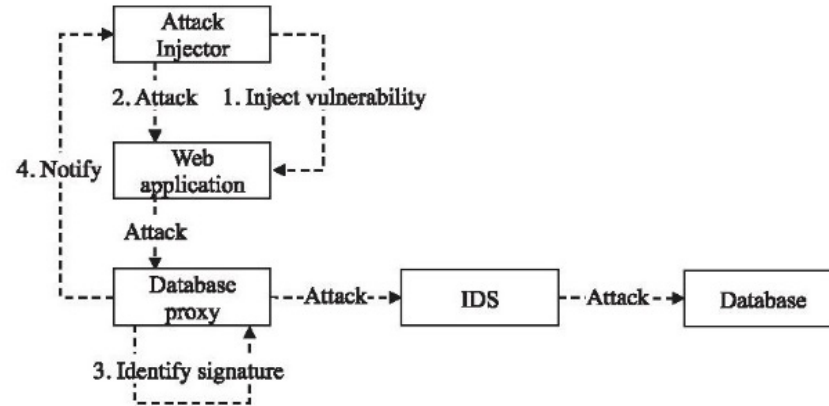 Attack
Injector
2. Attack
1. Inject vulnerability
Web
application
4. Notify
Attack
Database
proxy
Attack
IDS
Attack
Database
3. Identify signature